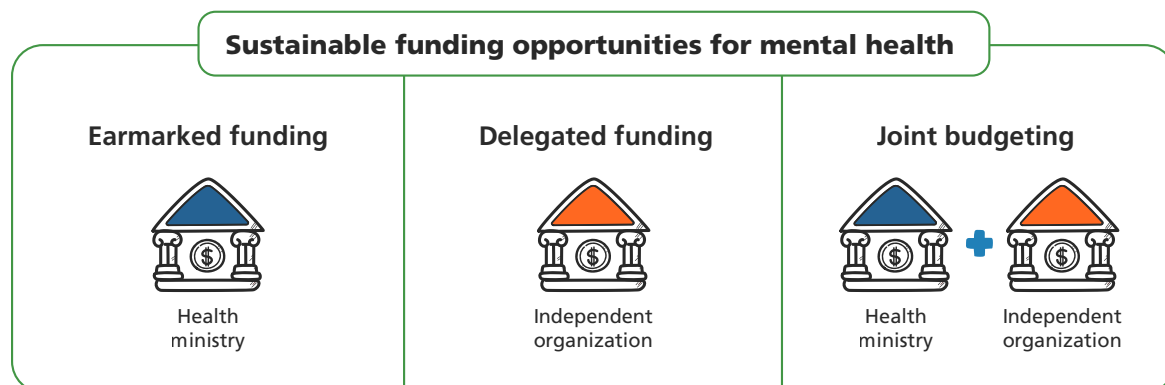 Sustainable funding opportunities for mental health
Earmarked funding
$
Health
ministry
Delegated funding
$
Independent
organization
Joint budgeting
$
Health
ministry
$
Independent
organization